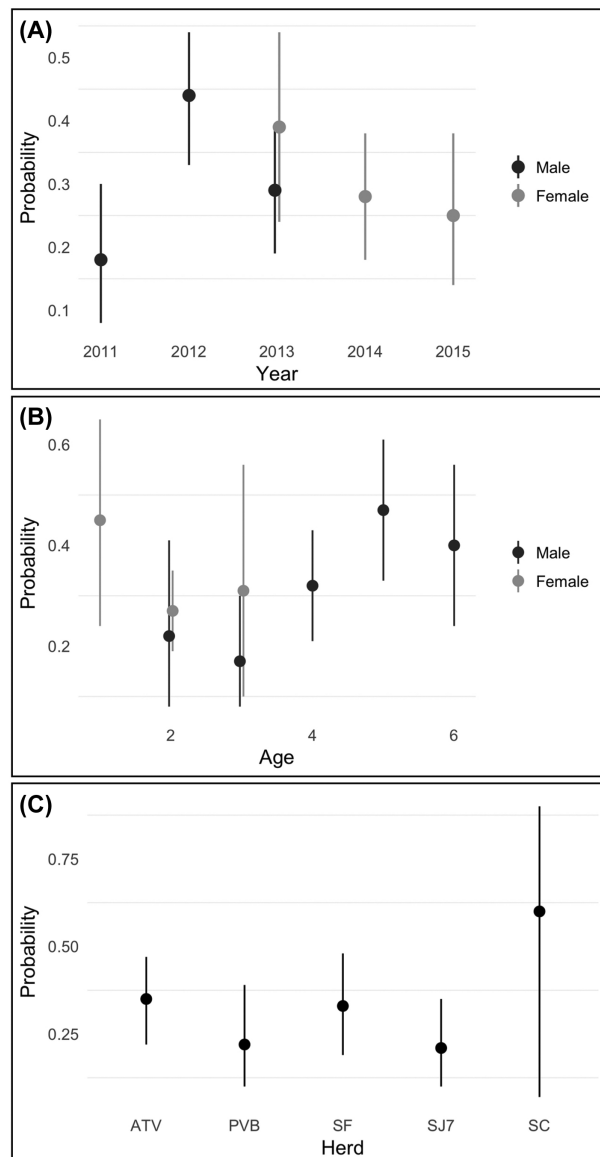 (A)
0.5
0.4
0.3
0.2
0.1
Probability
2011 2012 2013 2014 2015
Year
Male
Female
(B)
0.6
0.4
0.2
Probability
2 4 6
Age
Male
Female
(C)
0.75
0.50
0.25
Probability
ATV PVB SF SJ7 SC
Herd